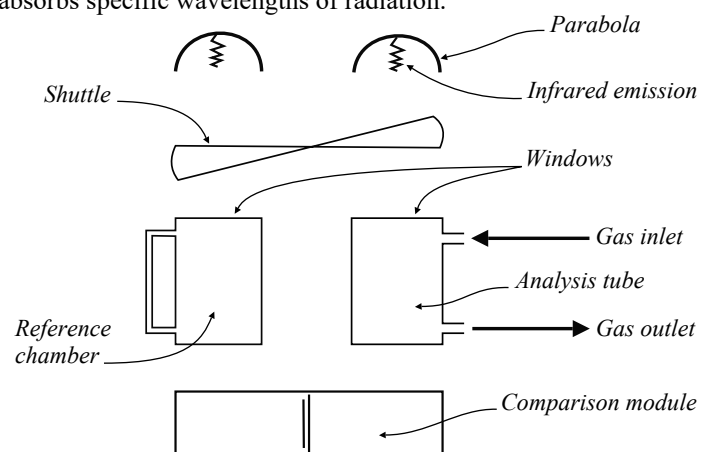 absorbs specific wavelengths of radiation.
Parabola
Infrared emission
Shuttle
Windows
Gas inlet
Analysis tube
Gas outlet
Reference
chamber
Comparison module